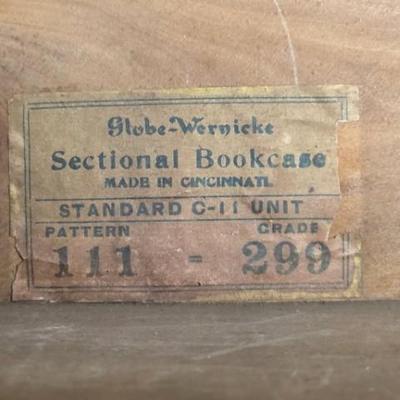 Globe-Wernicke
Sectional Bookcase
MADE IN CINCINNATI.
STANDARD C-11 UNIT
PATTERN GRADE
111 = 299